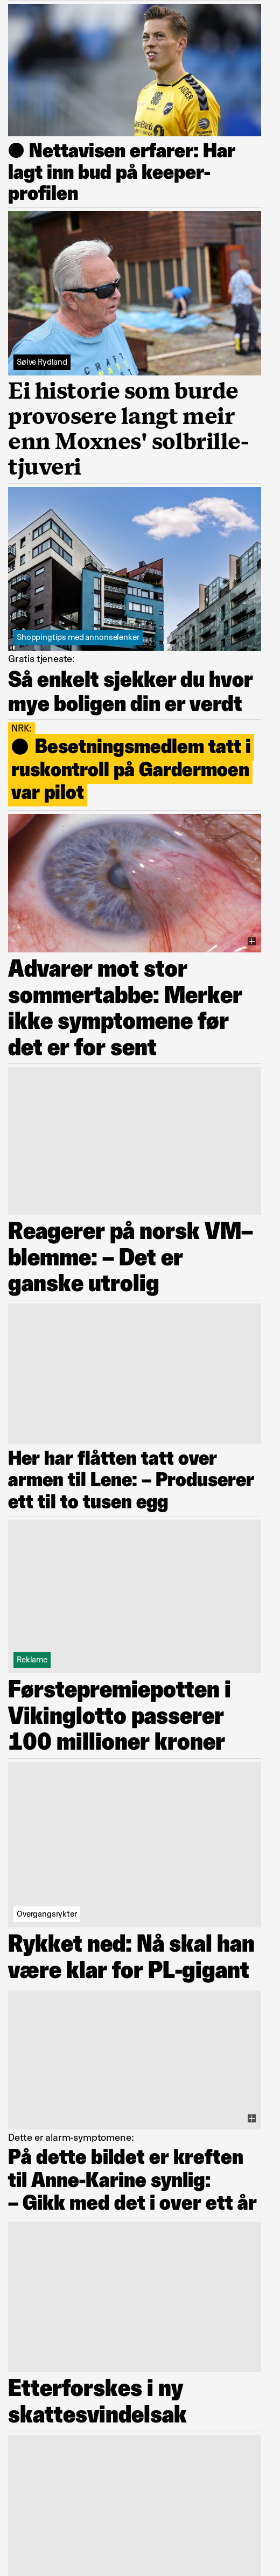 AIDER
● Nettavisen erfarer: Har
lagt inn bud på keeper-
profilen
CRAFT
Sølve Rydland
Ei historie som burde
provosere langt meir
enn Moxnes' solbrille-
tjuveri
Shoppingtips med annonselenker
Gratis tjeneste:
Så enkelt sjekker du hvor
mye boligen din er verdt
NRK:
● Besetningsmedlem tatt i
ruskontroll på Gardermoen
var pilot
Advarer mot stor
sommertabbe: Merker
ikke symptomene før
det er for sent
Reagerer på norsk VM–
blemme: – Det er
ganske utrolig
Her har flåtten tatt over
armen til Lene: – Produserer
ett til to tusen egg
Reklame
Førstepremiepotten i
Vikinglotto passerer
100 millioner kroner
Overgangsrykter
Rykket ned: Nå skal han
være klar for PL-gigant
Dette er alarm-symptomene:
På dette bildet er kreften
til Anne-Karine synlig:
– Gikk med det i over ett år
Etterforskes i ny
skattesvindelsak